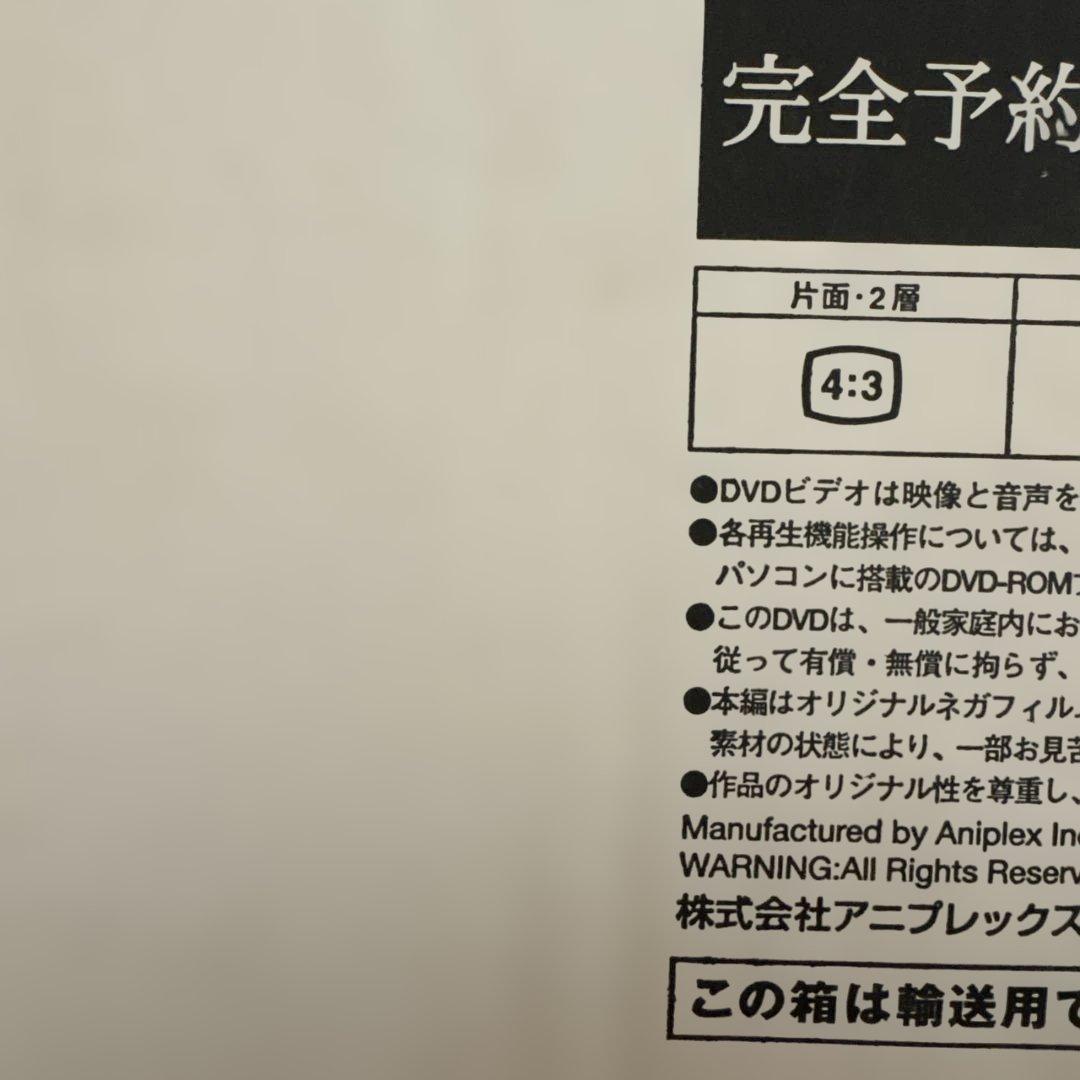 完全予約
片面・2層
4:3
●DVDビデオは映像と音声を
●各再生機能操作については、
パソコンに搭載のDVD-ROM
●このDVDは、一般家庭内にお
従って有償・無償に拘らず、
●本編はオリジナルネガフィル
素材の状態により、一部お見苦
●作品のオリジナル性を尊重し、
Manufactured by Aniplex Inc
WARNING:All Rights Reserv
株式会社アニプレックス
この箱は輸送用で